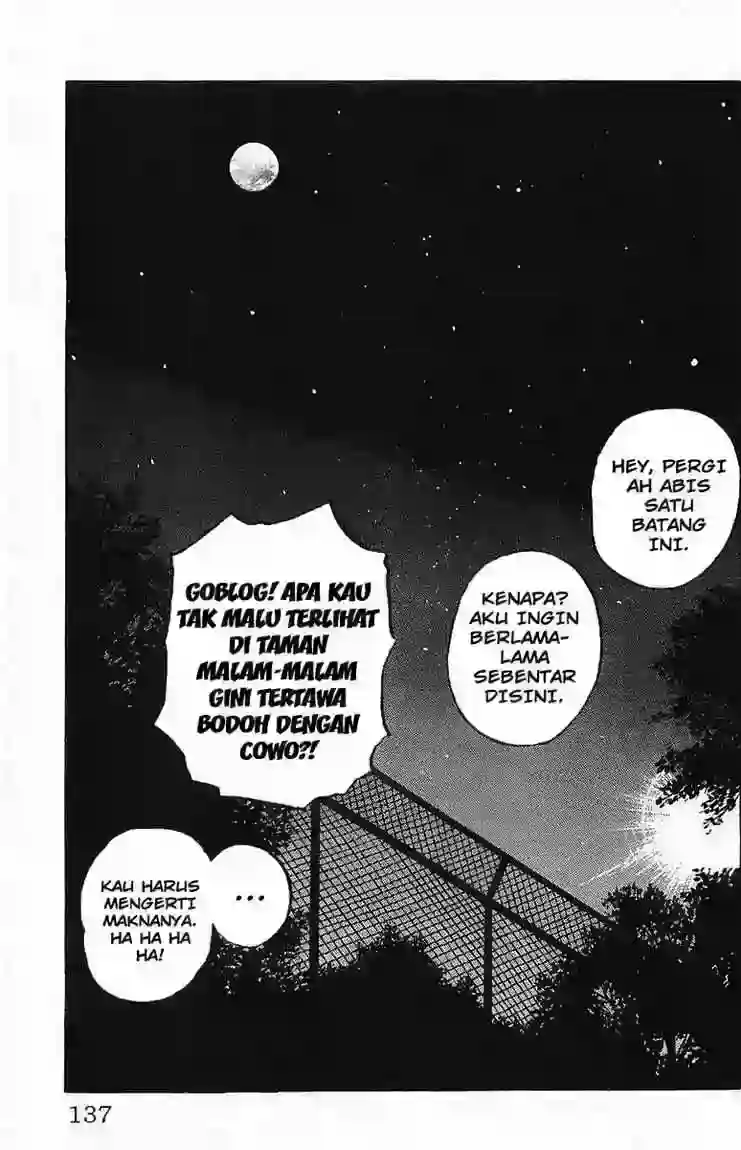 HEY, PERGI
AH ABIS
SATU
BATANG
INI.
KENAPA?
AKU INGIN
BERLAMA-
LAMA
SEBENTAR
DISINI.
GOBLOG! APA KAU
TAK MALU TERLIHAT
DI TAMAN
MALAM-MALAM
GINI TERTAWA
BODOH DENGAN
COWO?!
...
KAU HARUS
MENGERTI
MAKNANYA.
HA HA HA
HA!
137